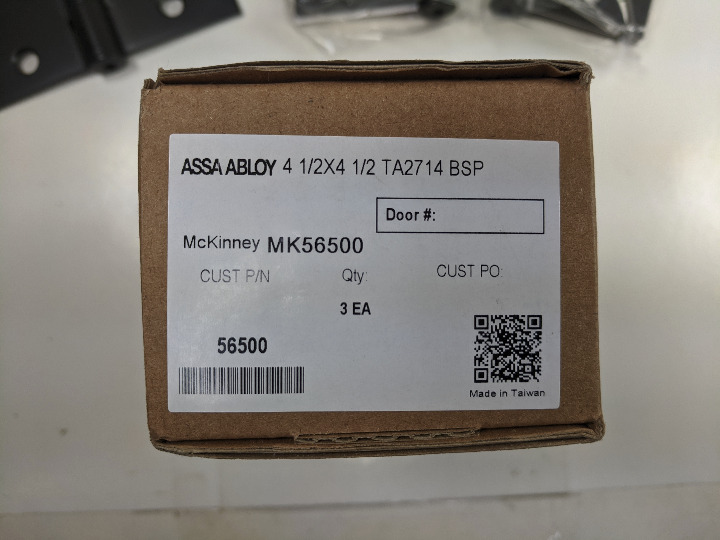 ASSA ABLOY 4 1/2X4 1/2 TA2714 BSP
Door #:
McKinney MK56500
CUST P/N Qty: CUST PO:
3 EA
56500
Made in Taiwan